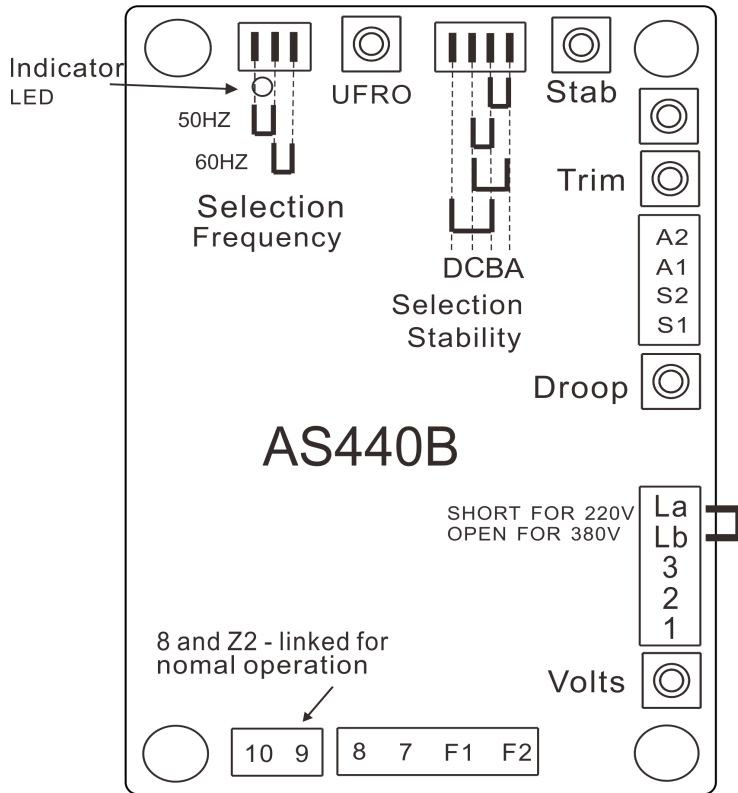 Indicator
LED
UFRO
Stab
50HZ
60HZ
Trim
Selection
Frequency
DCBA
Selection
Stability
A2
A1
S2
S1
Droop
AS440B
SHORT FOR 220V
OPEN FOR 380V
La
Lb
3
2
1
8 and Z2 - linked for
nomal operation
Volts
10 9
8 7 F1 F2